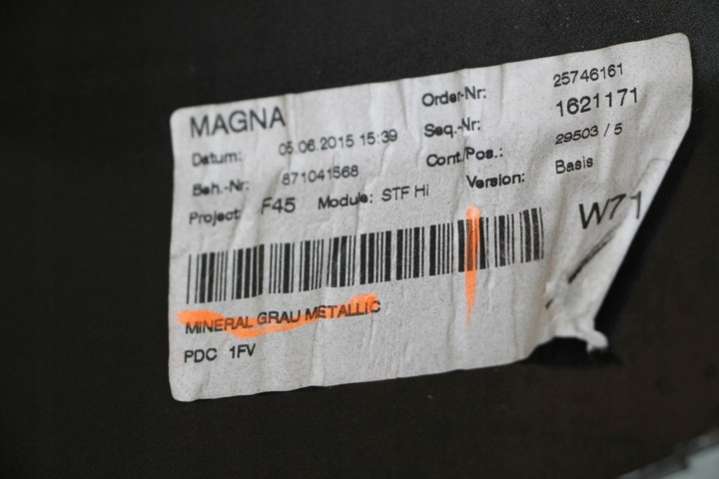 MAGNA Order-Nr: 25746161
Datum: 05.06.2015 15:39 Seq.-Nr: 1621171
Beh.-Nr: 871041568 Cont./Pos.: 29503 / 5
Project: F45 Module: STF Hi Version: Basis
W71
MINERAL GRAU METALLIC
PDC 1FV